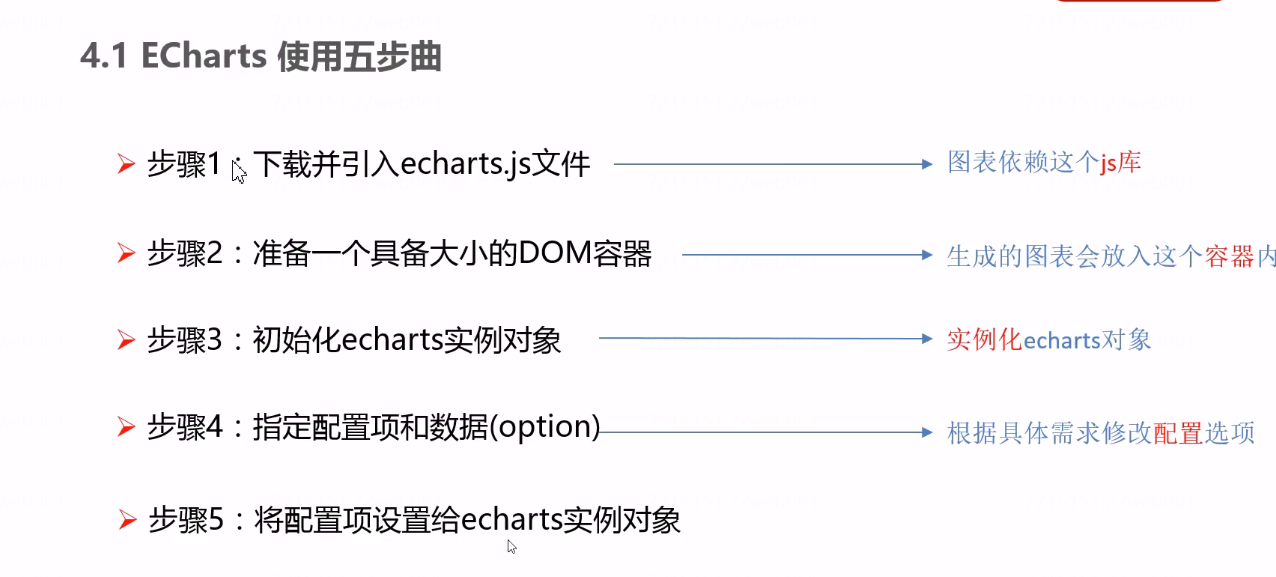 4.1 ECharts 使用五步曲
步骤1：下载并引入echarts.js文件
图表依赖这个js库
步骤2：准备一个具备大小的DOM容器
生成的图表会放入这个容器内
步骤3：初始化echarts实例对象
实例化echarts对象
步骤4：指定配置项和数据(option)
根据具体需求修改配置选项
步骤5：将配置项设置给echarts实例对象